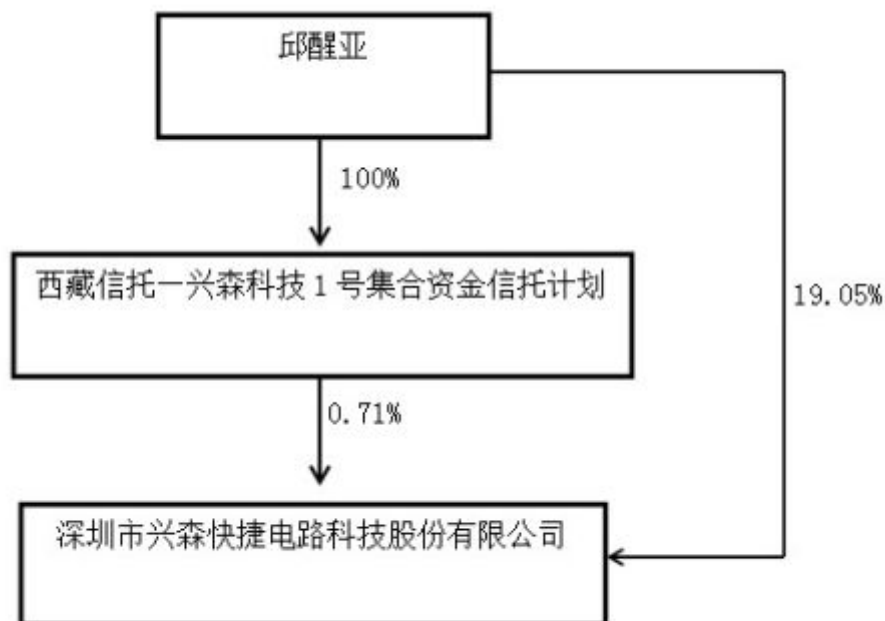 邱醒亚
100%
西藏信托一兴森科技1号集合资金信托计划
19.05%
0.71%
深圳市兴森快捷电路科技股份有限公司